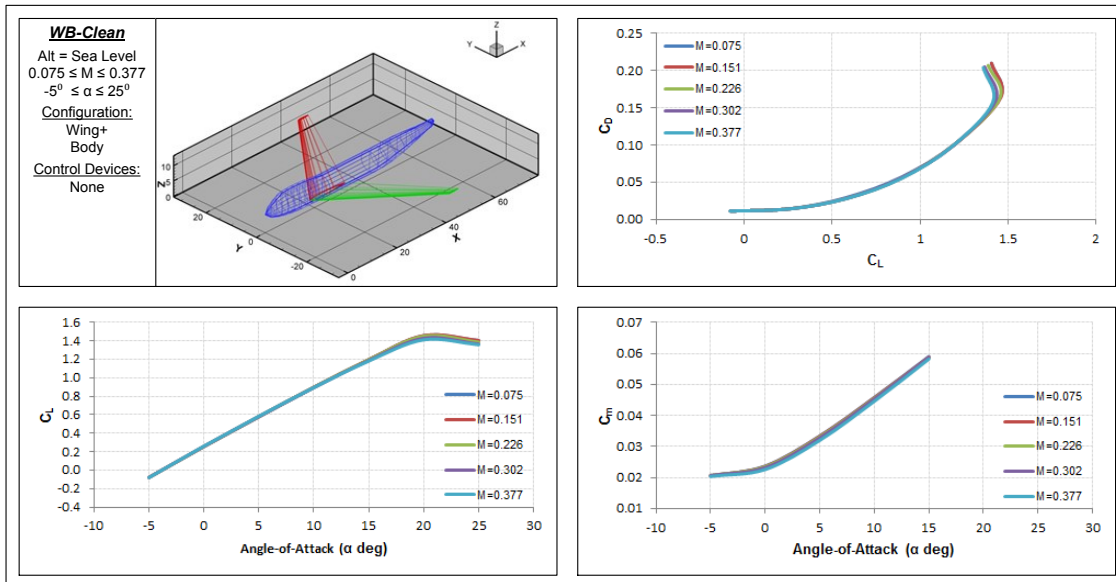 WB-Clean
Alt = Sea Level
0.075 ≤ M ≤ 0.377
-5⁰ ≤ α ≤ 25⁰
Configuration:
Wing+
Body
Control Devices:
None
Z
Y
X
10
5
0
Z
20
0
-20
Y
0
20
40
60
X
0.25
0.20
0.15
0.10
0.05
0.00
C_D
M=0.075
M=0.151
M=0.226
M=0.302
M=0.377
-0.5
0
0.5
1
1.5
2
C_L
1.6
1.4
1.2
1.0
0.8
0.6
0.4
0.2
0.0
-0.2
-0.4
C_L
M=0.075
M=0.151
M=0.226
M=0.302
M=0.377
-10
-5
0
5
10
15
20
25
30
Angle-of-Attack (α deg)
0.07
0.06
0.05
0.04
0.03
0.02
0.01
C_m
M=0.075
M=0.151
M=0.226
M=0.302
M=0.377
-10
-5
0
5
10
15
20
25
30
Angle-of-Attack (α deg)